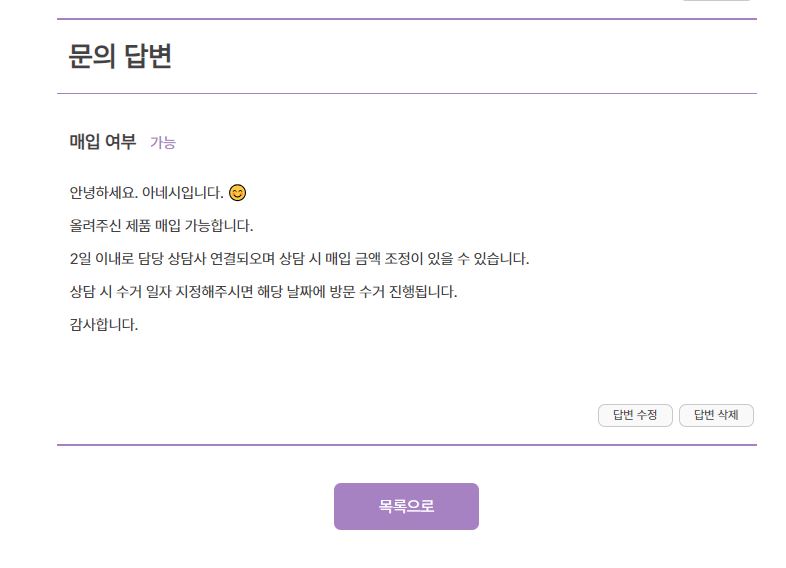 문의 답변
매입 여부 가능
안녕하세요. 아네시입니다. 😊
올려주신 제품 매입 가능합니다.
2일 이내로 담당 상담사 연결되오며 상담 시 매입 금액 조정이 있을 수 있습니다.
상담 시 수거 일자 지정해주시면 해당 날짜에 방문 수거 진행됩니다.
감사합니다.
답변 수정 답변 삭제
목록으로